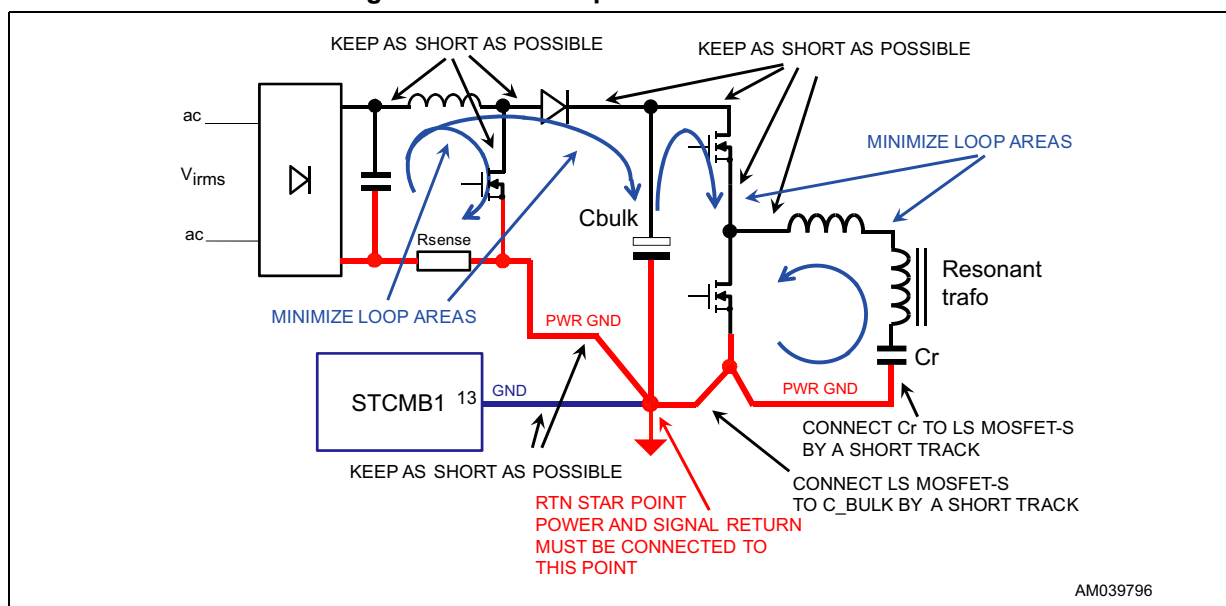 KEEP AS SHORT AS POSSIBLE
KEEP AS SHORT AS POSSIBLE
ac
Virms
ac
MINIMIZE LOOP AREAS
Cbulk
Rsense
Resonant
trafo
MINIMIZE LOOP AREAS
PWR GND
Cr
STCMB1
13
GND
PWR GND
CONNECT Cr TO LS MOSFET-S
BY A SHORT TRACK
KEEP AS SHORT AS POSSIBLE
CONNECT LS MOSFET-S
TO C_BULK BY A SHORT TRACK
RTN STAR POINT
POWER AND SIGNAL RETURN
MUST BE CONNECTED TO
THIS POINT
AM039796